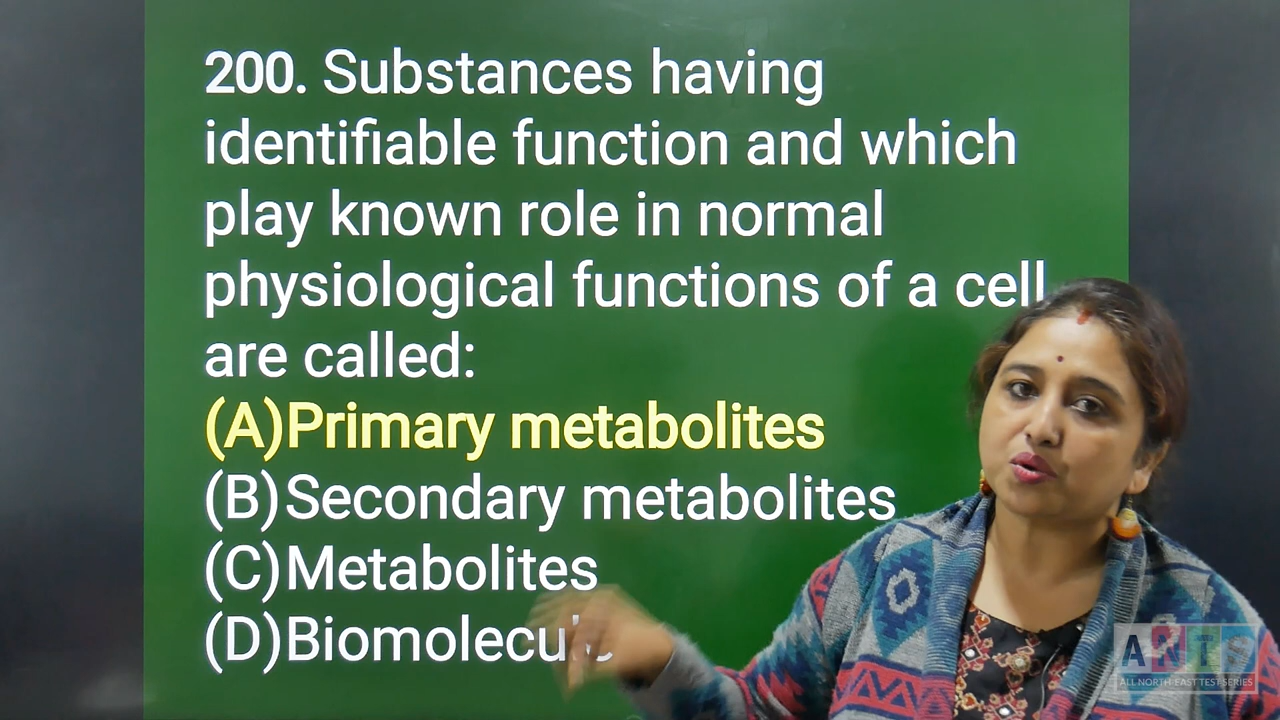 200. Substances having
identifiable function and which
play known role in normal
physiological functions of a cell
are called:
(A)Primary metabolites
(B)Secondary metabolites
(C)Metabolites
(D)
ANTS
ALL NORTH-EAST TEST SERIES